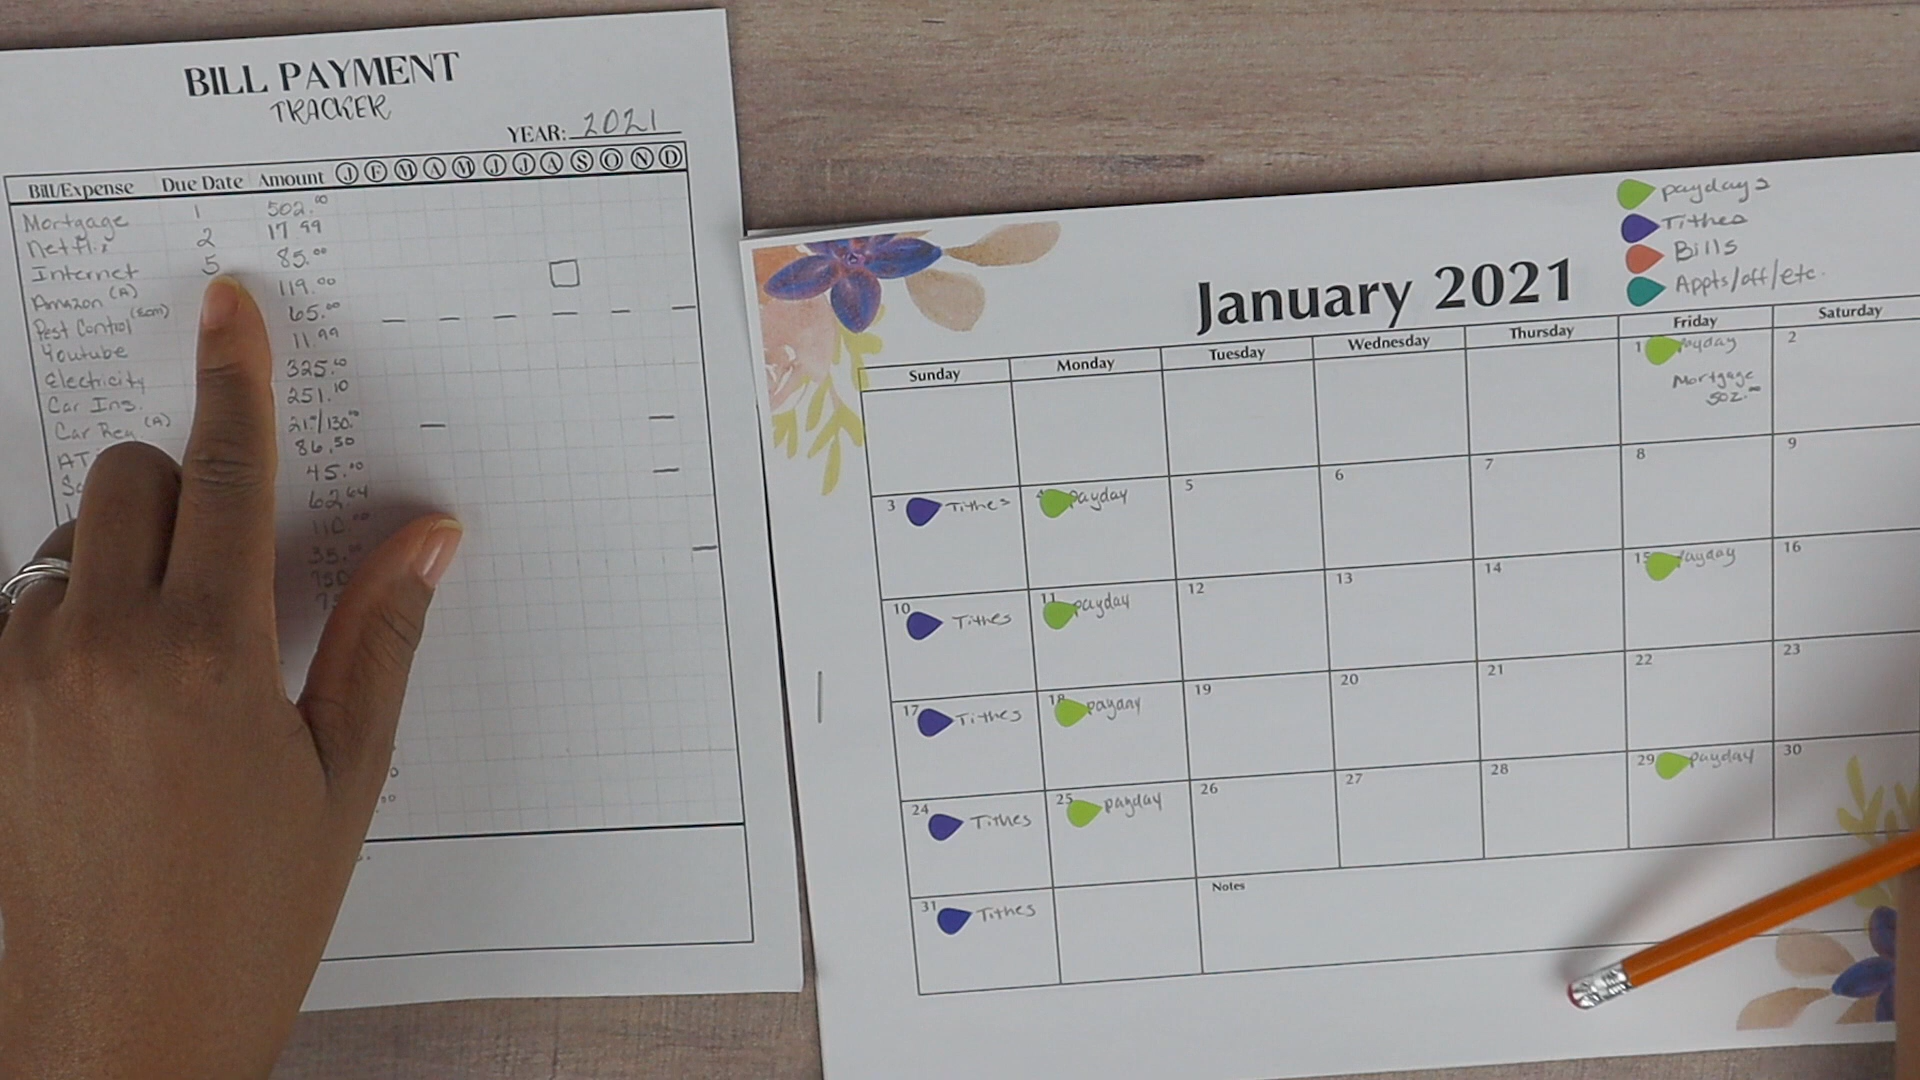 BILL PAYMENT
TRACKER
YEAR: 2021
Bill/Expense Due Date Amount J F M A M J J A S O N D
Mortgage 1 502.00
Netflix 2 17.99
Internet 5 85.00
Amazon (A) 119.00
Pest Control (Eom) 65.00
Youtube 11.99
Electricity 325.00
Car Ins. 251.10
Car Reg (A) 21.00/130.00
AT 86.50
45.00
62.64
110.00
35.00
750
paydays
Tithes
Bills
Appts/off/etc.
January 2021
Sunday Monday Tuesday Wednesday Thursday Friday Saturday
1 payday 2
Mortgage
502.00
3 Tithes 4 payday 5 6 7 8 9
10 Tithes 11 payday 12 13 14 15 payday 16
17 Tithes 18 payday 19 20 21 22 23
24 Tithes 25 payday 26 27 28 29 payday 30
31 Tithes
Notes